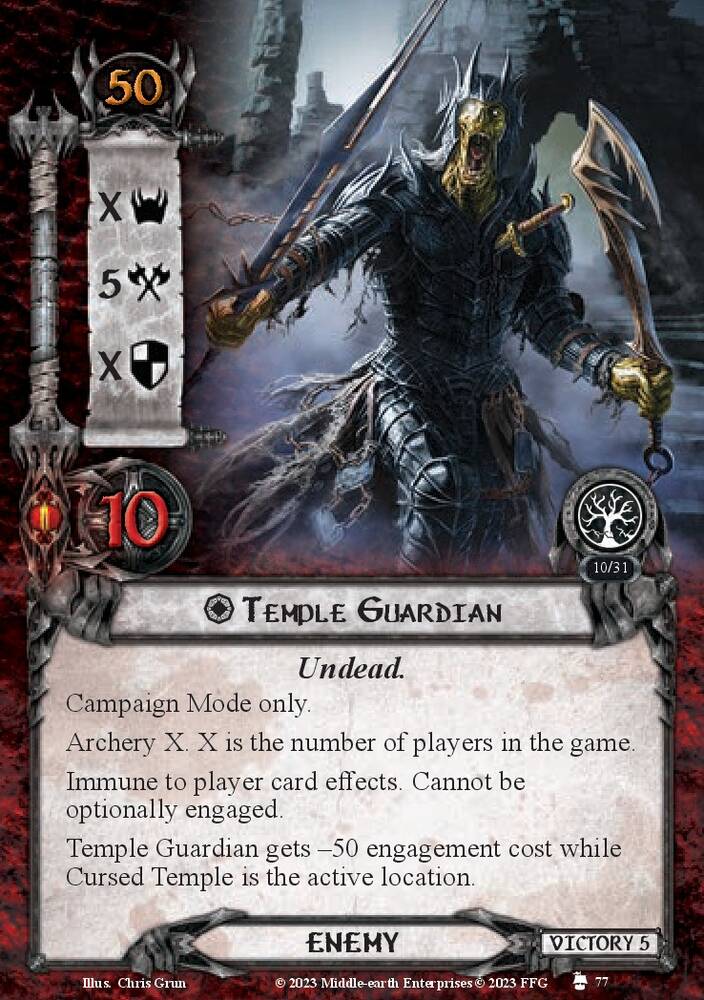 50
X
5
X
10
10/31
Temple Guardian
Undead.
Campaign Mode only.
Archery X. X is the number of players in the game.
Immune to player card effects. Cannot be
optionally engaged.
Temple Guardian gets –50 engagement cost while
Cursed Temple is the active location.
ENEMY
VICTORY 5
Illus. Chris Grun
© 2023 Middle-earth Enterprises © 2023 FFG
77